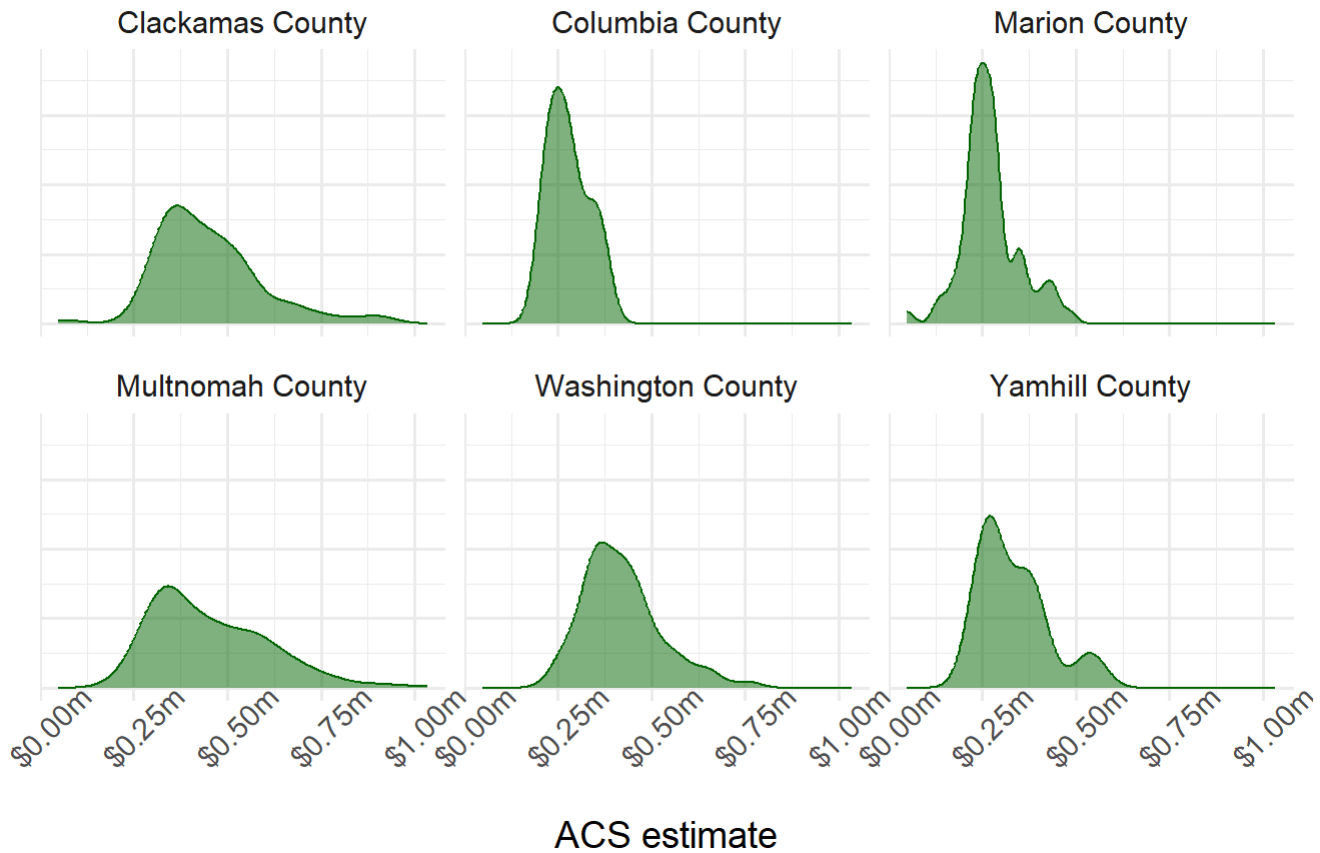 Clackamas County Columbia County Marion County
Multnomah County Washington County Yamhill County
$0.00m $0.25m $0.50m $0.75m $1.00m $0.00m $0.25m $0.50m $0.75m $1.00m $0.00m $0.25m $0.50m $0.75m $1.00m
ACS estimate